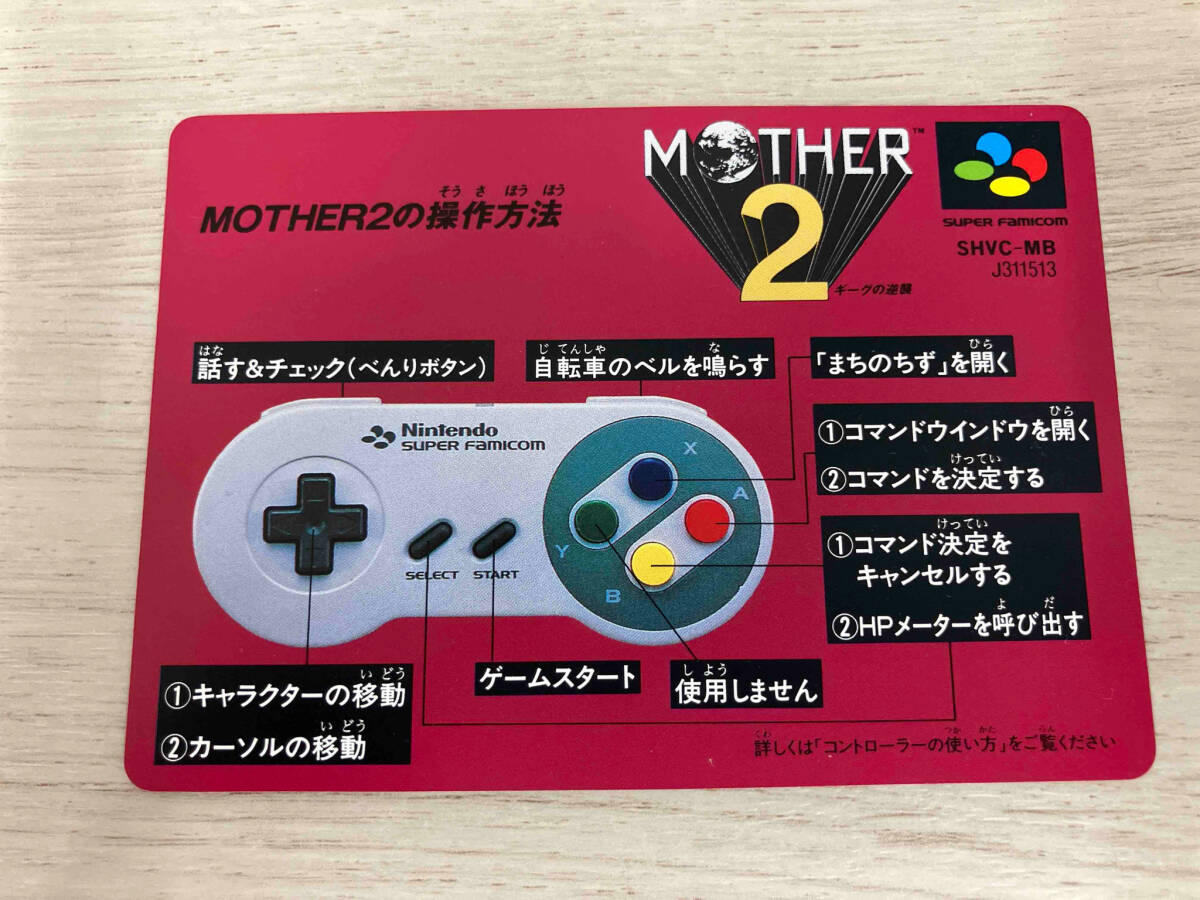 MOTHER™
2
ギーグの逆襲
SUPER FAMICOM
SHVC-MB
J311513
そうさほうほう
MOTHER2の操作方法
はな
話す&チェック(べんりボタン)
じてんしゃ な
自転車のベルを鳴らす
ひら
「まちのちず」を開く
ひら
①コマンドウインドウを開く
けってい
②コマンドを決定する
けってい
①コマンド決定を
キャンセルする
よ だ
②HPメーターを呼び出す
Nintendo
SUPER FAMICOM
X
A
Y
B
SELECT
START
いどう
①キャラクターの移動
いどう
②カーソルの移動
ゲームスタート
しよう
使用しません
くわ つか かた らん
詳しくは「コントローラーの使い方」をご覧ください